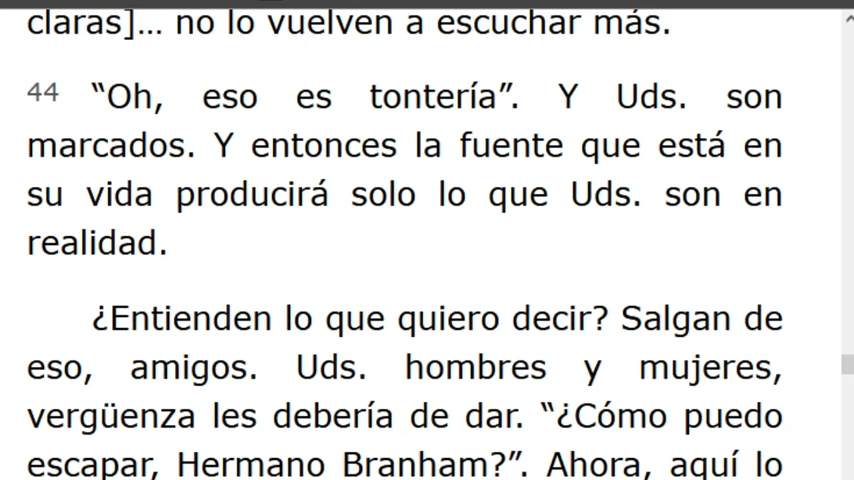 claras]... no lo vuelven a escuchar más.
44 “Oh, eso es tontería”. Y Uds. son
marcados. Y entonces la fuente que está en
su vida producirá solo lo que Uds. son en
realidad.
¿Entienden lo que quiero decir? Salgan de
eso, amigos. Uds. hombres y mujeres,
vergüenza les debería de dar. “¿Cómo puedo
escapar, Hermano Branham?”. Ahora, aquí lo